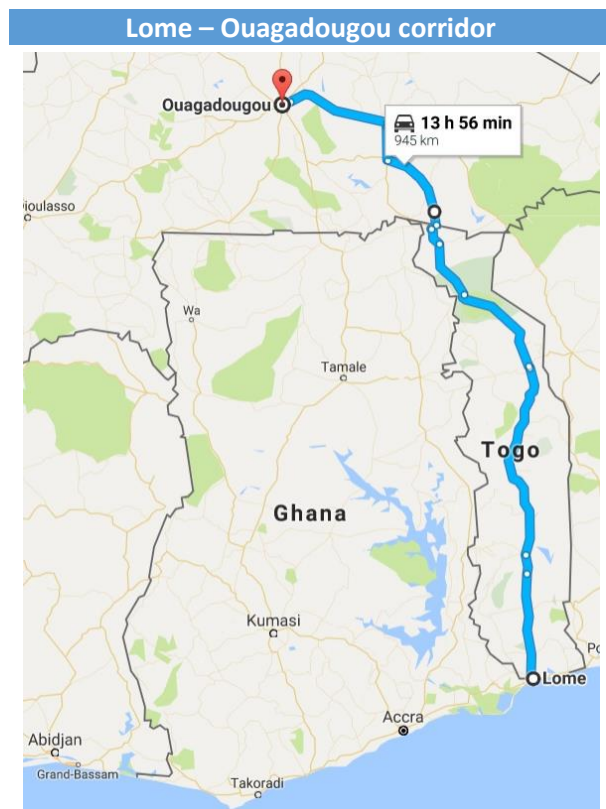 Lome – Ouagadougou corridor
Ouagadougou
13 h 56 min
945 km
ioulasso
Wa
Tamale
Togo
Ghana
Kumasi
Po
Lome
Accra
Abidjan
Grand-Bassam
Takoradi